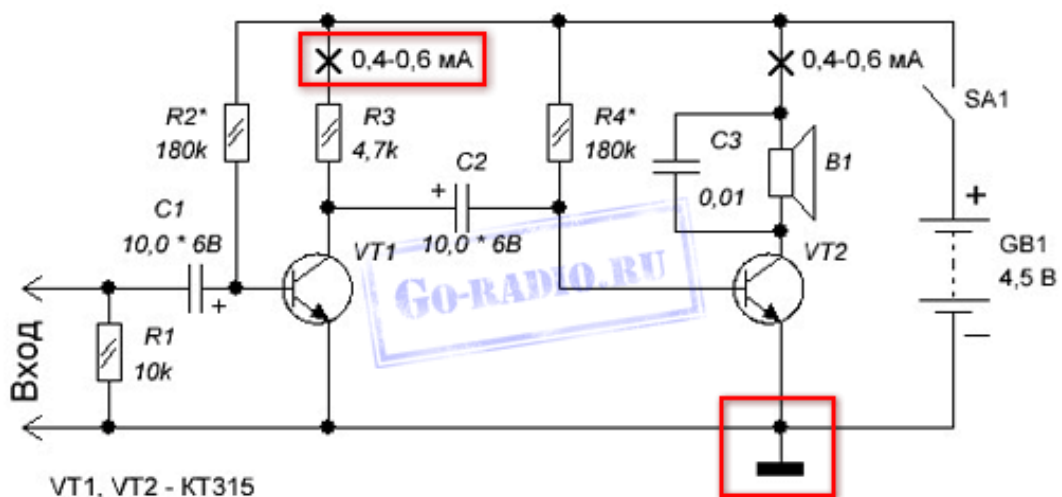 0,4-0,6 мА
0,4-0,6 мА
SA1
R2*
180k
R3
4,7k
C2
+
10,0 * 6В
R4*
180k
C3
0,01
B1
+
GB1
4,5 В
−
C1
10,0 * 6В
+
VT1
VT2
GO-RADIO.RU
R1
10k
Вход
VT1, VT2 - КТ315